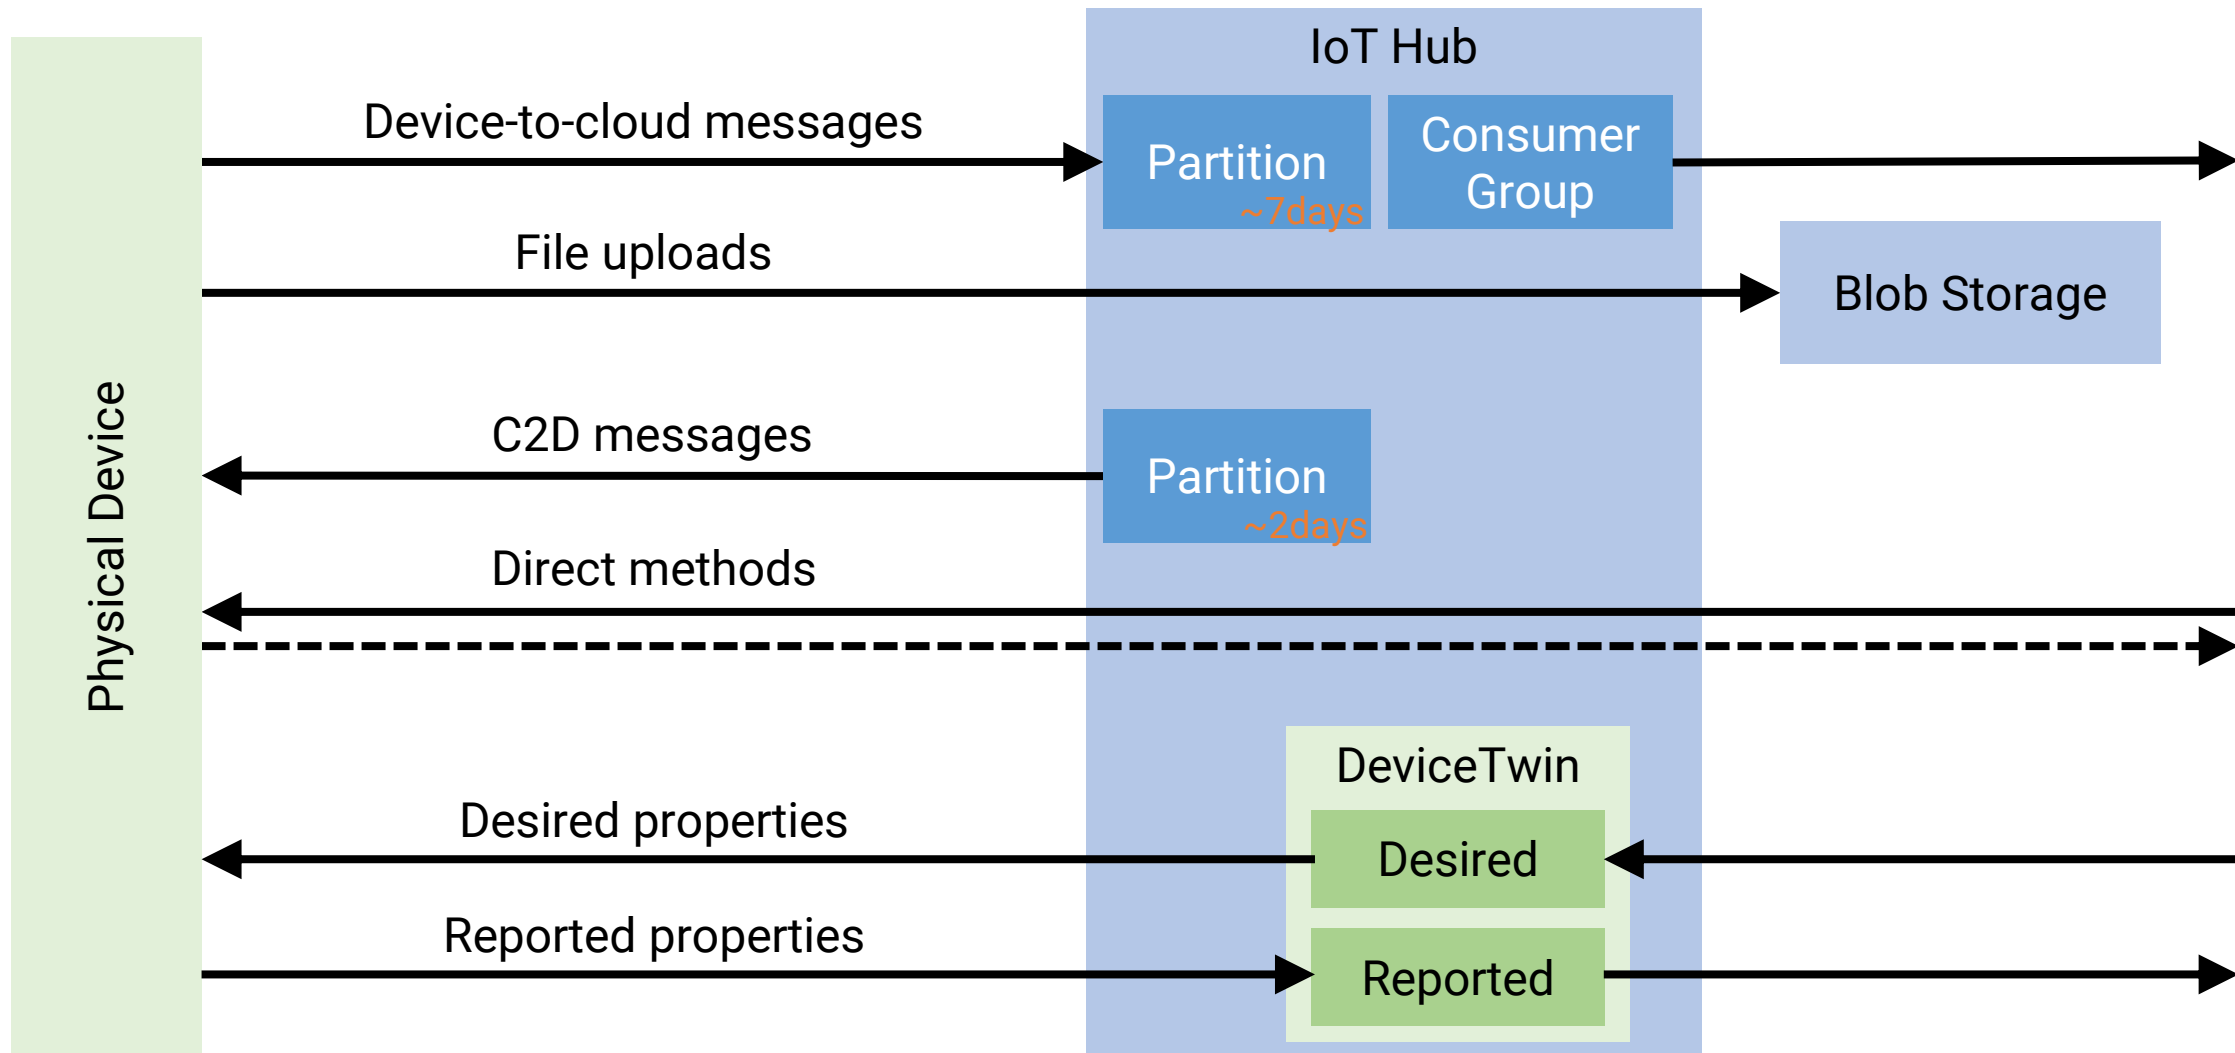 IoT Hub
Device-to-cloud messages
Partition
~7days
Consumer
Group
File uploads
Blob Storage
Physical Device
C2D messages
Partition
~2days
Direct methods
DeviceTwin
Desired properties
Desired
Reported properties
Reported